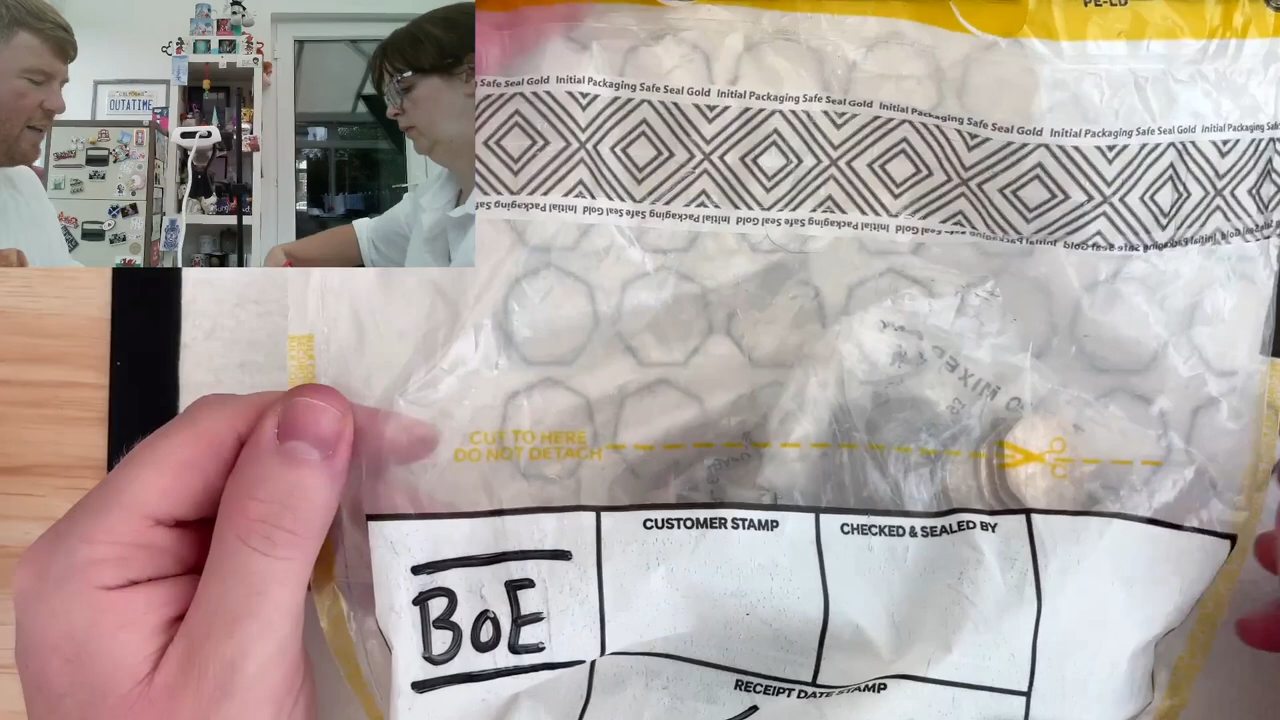 OUTATIME
PE-LD
Safe Seal Gold Initial Packaging Safe Seal Gold Initial Packaging Safe Seal Gold Initial Packaging Safe Seal Gold Initial Packaging Safe Seal Gold Initial Packaging
Initial Packaging Safe Seal Gold Initial Packaging Safe Seal Gold Initial Packaging Safe Seal Gold Initial Packaging Safe Seal Gold Initial Packaging
MIXED
CUT TO HERE
DO NOT DETACH
CUSTOMER STAMP
CHECKED & SEALED BY
BoE
RECEIPT DATE STAMP